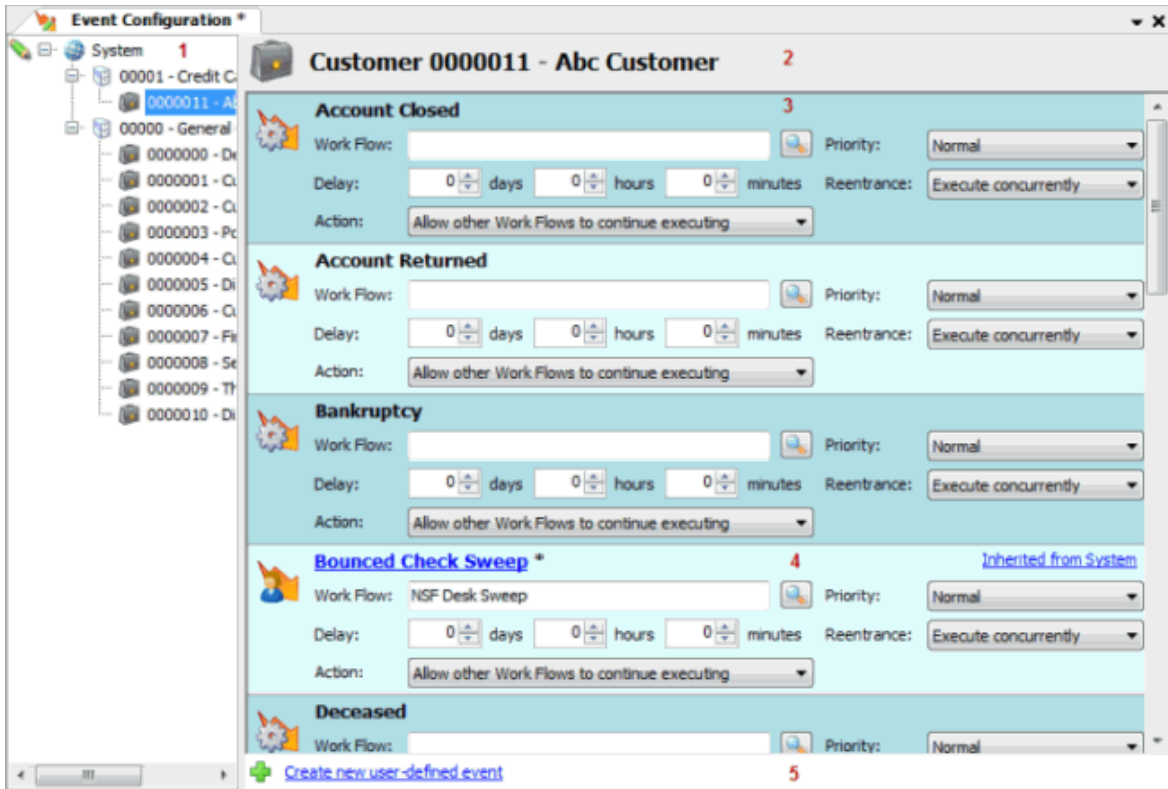 Event Configuration *
System 1
00001 - Credit Ca
0000011 - Ab
00000 - General
0000000 - De
0000001 - Cu
0000002 - Cu
0000003 - Po
0000004 - Cu
0000005 - Di
0000006 - Cu
0000007 - Fir
0000008 - Se
0000009 - Th
0000010 - Di
Customer 0000011 - Abc Customer 2
Account Closed 3
Work Flow: Priority: Normal
Delay: 0 days 0 hours 0 minutes Reentrance: Execute concurrently
Action: Allow other Work Flows to continue executing
Account Returned
Work Flow: Priority: Normal
Delay: 0 days 0 hours 0 minutes Reentrance: Execute concurrently
Action: Allow other Work Flows to continue executing
Bankruptcy
Work Flow: Priority: Normal
Delay: 0 days 0 hours 0 minutes Reentrance: Execute concurrently
Action: Allow other Work Flows to continue executing
Bounced Check Sweep * 4 Inherited from System
Work Flow: NSF Desk Sweep Priority: Normal
Delay: 0 days 0 hours 0 minutes Reentrance: Execute concurrently
Action: Allow other Work Flows to continue executing
Deceased
Work Flow: Priority: Normal
Create new user-defined event 5